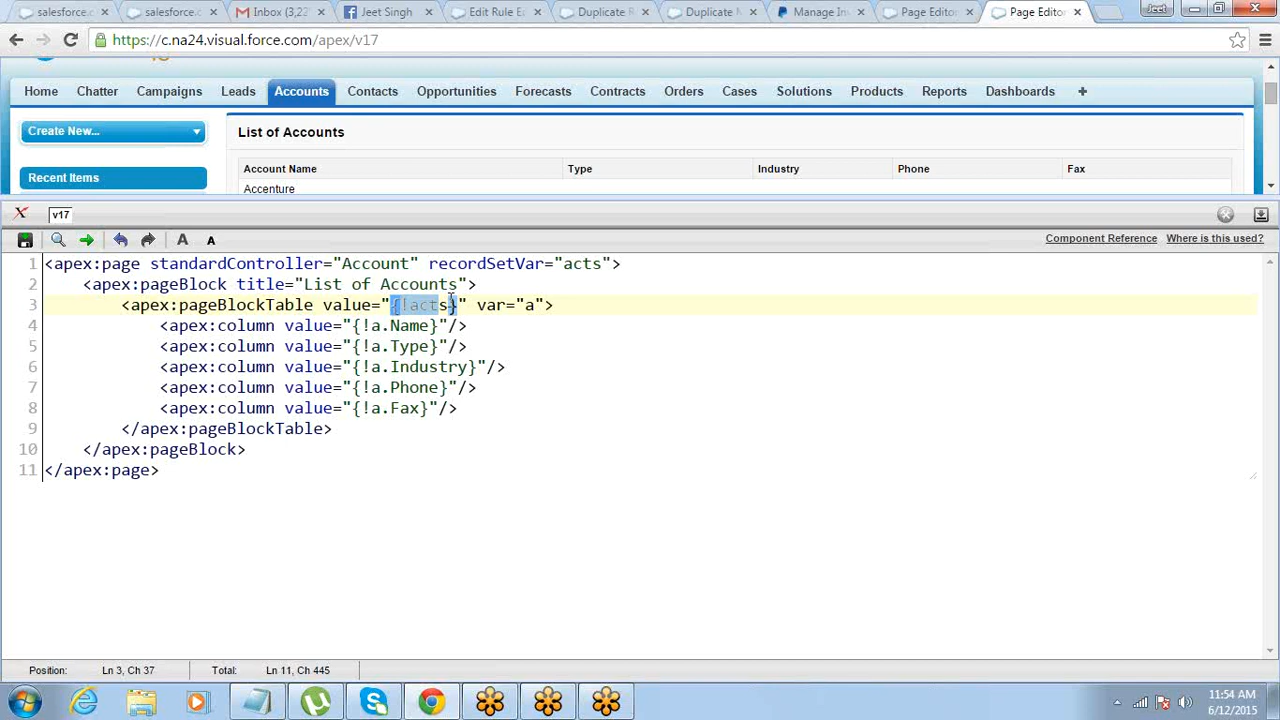 salesforce.c
salesforce.c
Inbox (3,22
Jeet Singh
Edit Rule E
Duplicate R
Duplicate M
Manage Inv
Page Editor
Page Editor
Jeet
https://c.na24.visual.force.com/apex/v17
Home Chatter Campaigns Leads Accounts Contacts Opportunities Forecasts Contracts Orders Cases Solutions Products Reports Dashboards +
Create New...
List of Accounts
Recent Items
Account Name Type Industry Phone Fax
Accenture
v17
A A Component Reference Where is this used?
1 <apex:page standardController="Account" recordSetVar="acts">
2 <apex:pageBlock title="List of Accounts">
3 <apex:pageBlockTable value="{!acts}" var="a">
4 <apex:column value="{!a.Name}"/>
5 <apex:column value="{!a.Type}"/>
6 <apex:column value="{!a.Industry}"/>
7 <apex:column value="{!a.Phone}"/>
8 <apex:column value="{!a.Fax}"/>
9 </apex:pageBlockTable>
10 </apex:pageBlock>
11 </apex:page>
Position: Ln 3, Ch 37 Total: Ln 11, Ch 445
11:54 AM
6/12/2015